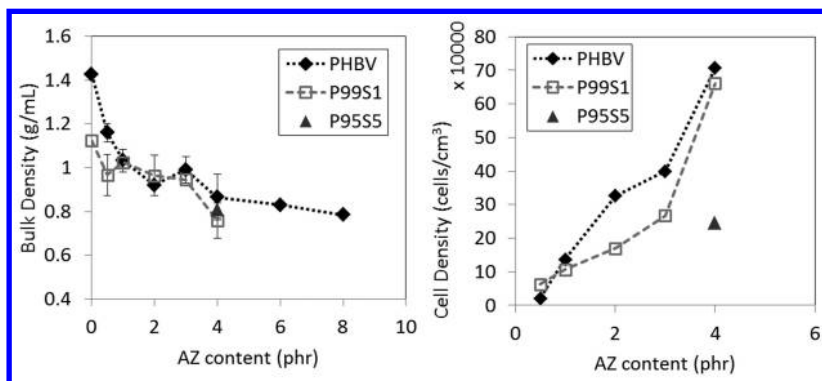 Bulk Density (g/mL)
1.6
1.4
1.2
1
0.8
0.6
0.4
0
2
4
6
8
10
AZ content (phr)
PHBV
P99S1
P95S5
Cell Density (cells/cm³)
x 10000
80
70
60
50
40
30
20
10
0
0
2
4
6
AZ content (phr)
PHBV
P99S1
P95S5